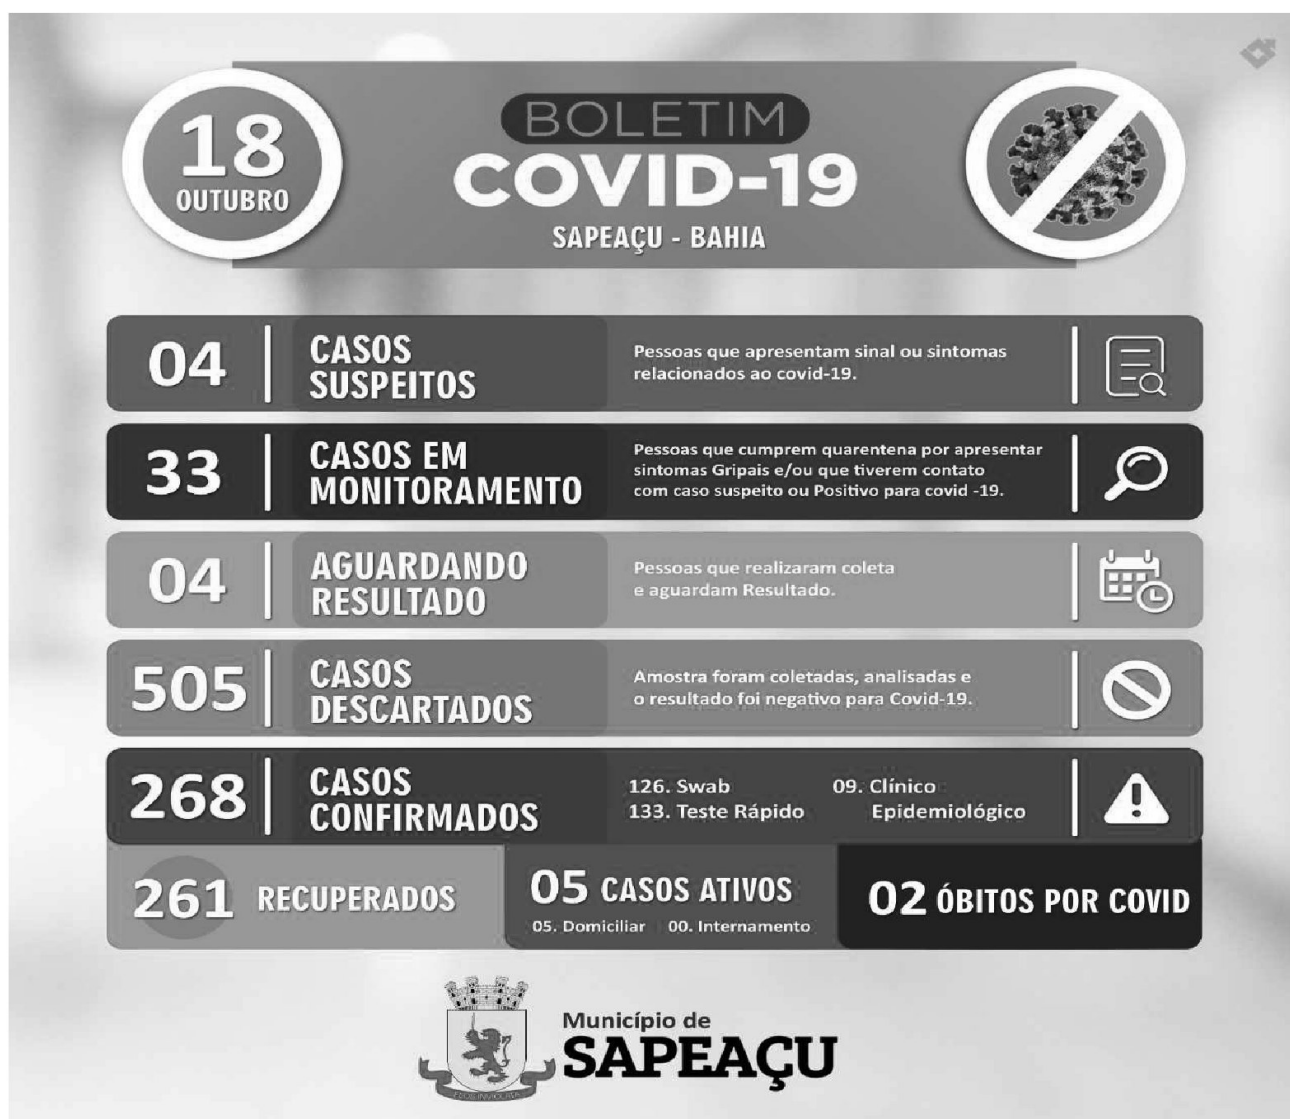 18
OUTUBRO
BOLETIM
COVID-19
SAPEAÇU - BAHIA
04
CASOS
SUSPEITOS
Pessoas que apresentam sinal ou sintomas
relacionados ao covid-19.
33
CASOS EM
MONITORAMENTO
Pessoas que cumprem quarentena por apresentar
sintomas Gripais e/ou que tiverem contato
com caso suspeito ou Positivo para covid -19.
04
AGUARDANDO
RESULTADO
Pessoas que realizaram coleta
e aguardam Resultado.
505
CASOS
DESCARTADOS
Amostra foram coletadas, analisadas e
o resultado foi negativo para Covid-19.
268
CASOS
CONFIRMADOS
126. Swab
133. Teste Rápido
09. Clínico
Epidemiológico
261 RECUPERADOS
05 CASOS ATIVOS
05. Domiciliar 00. Internamento
02 ÓBITOS POR COVID
Município de
SAPEAÇU